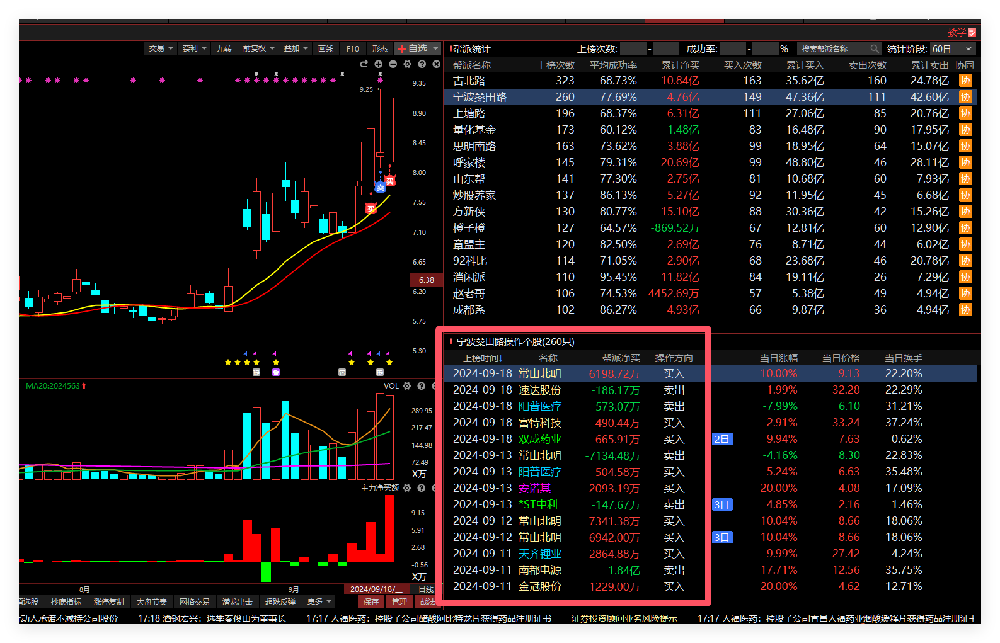 教学
交易 套利 九转 前复权 叠加 画线 F10 形态 +自选
帮派统计 上榜次数: - 成功率: - % 搜索帮派名称 统计阶段: 60日
帮派名称 上榜次数 平均成功率 累计净买 买入次数 累计买入 卖出次数 累计卖出 协同
古北路 323 68.73% 10.84亿 163 35.62亿 160 24.78亿 协
宁波桑田路 260 77.69% 4.76亿 149 47.36亿 111 42.60亿 协
上塘路 196 68.37% 6.31亿 111 27.06亿 85 20.76亿 协
量化基金 173 60.12% -1.48亿 83 16.48亿 90 17.95亿 协
思明南路 163 73.62% 3.88亿 99 18.95亿 64 15.07亿 协
呼家楼 145 79.31% 20.69亿 99 48.80亿 46 28.11亿 协
山东帮 141 77.30% 2.75亿 81 10.68亿 60 7.93亿 协
炒股养家 137 86.13% 5.27亿 92 11.95亿 45 6.68亿 协
方新侠 130 80.77% 15.10亿 88 30.36亿 42 15.26亿 协
橙子橙 127 64.57% -869.52万 67 12.81亿 60 12.90亿 协
章盟主 120 82.50% 2.69亿 76 8.71亿 44 6.02亿 协
92科比 114 71.05% 2.90亿 68 23.68亿 46 20.78亿 协
消闲派 110 95.45% 11.82亿 84 19.11亿 26 7.29亿 协
赵老哥 106 74.53% 4452.69万 57 5.38亿 49 4.94亿 协
成都系 102 86.27% 4.93亿 66 9.87亿 36 4.94亿 协
9.25
9.35
8.90
8.45
8.00
7.55
7.10
6.65
6.38
6.20
5.75
5.30
买
卖
买
宁波桑田路操作个股(260只)
上榜时间↓ 名称 帮派净买 操作方向 当日涨幅 当日价格 当日换手
2024-09-18 常山北明 6198.72万 买入 10.00% 9.13 22.20%
2024-09-18 速达股份 -186.17万 卖出 1.99% 32.28 22.29%
2024-09-18 阳普医疗 -573.07万 卖出 -7.99% 6.10 31.21%
2024-09-18 富特科技 490.44万 买入 2.91% 33.24 37.24%
2024-09-18 双成药业 665.91万 买入 2日 9.94% 7.63 0.62%
2024-09-13 常山北明 -7134.48万 卖出 -4.16% 8.30 22.83%
2024-09-13 阳普医疗 504.58万 买入 5.24% 6.63 35.48%
2024-09-13 安诺其 2093.19万 买入 20.00% 4.08 17.09%
2024-09-13 *ST中利 -147.67万 卖出 3日 4.85% 2.16 1.46%
2024-09-12 常山北明 7341.38万 买入 10.04% 8.66 18.06%
2024-09-12 常山北明 6942.00万 买入 3日 10.04% 8.66 18.06%
2024-09-11 天齐锂业 2864.88万 买入 9.99% 27.42 4.24%
2024-09-11 南都电源 -1.84亿 卖出 17.71% 12.56 35.75%
2024-09-11 金冠股份 1229.00万 买入 20.00% 4.62 12.71%
MA20:2024563 VOL
289.95
217.47
144.98
72.49
X万
主力净买额
9.15
5.91
2.68
-0.56
X万
8月 9月 2024/09/18/三 日线
值选股 抄底指标 涨停复制 大盘节奏 网格交易 潜龙出击 超跌反弹 更多 保存 管理 战法
动人承诺不减持公司股份 17:18 酒钢宏兴：选举秦俊山为董事长 17:17 人福医药：控股子公司醋酸阿比特龙片获得药品注册证书 证券投资顾问业务风险提示 17:17 人福医药：控股子公司宜昌人福药业烟酸缓释片获得药品注册证